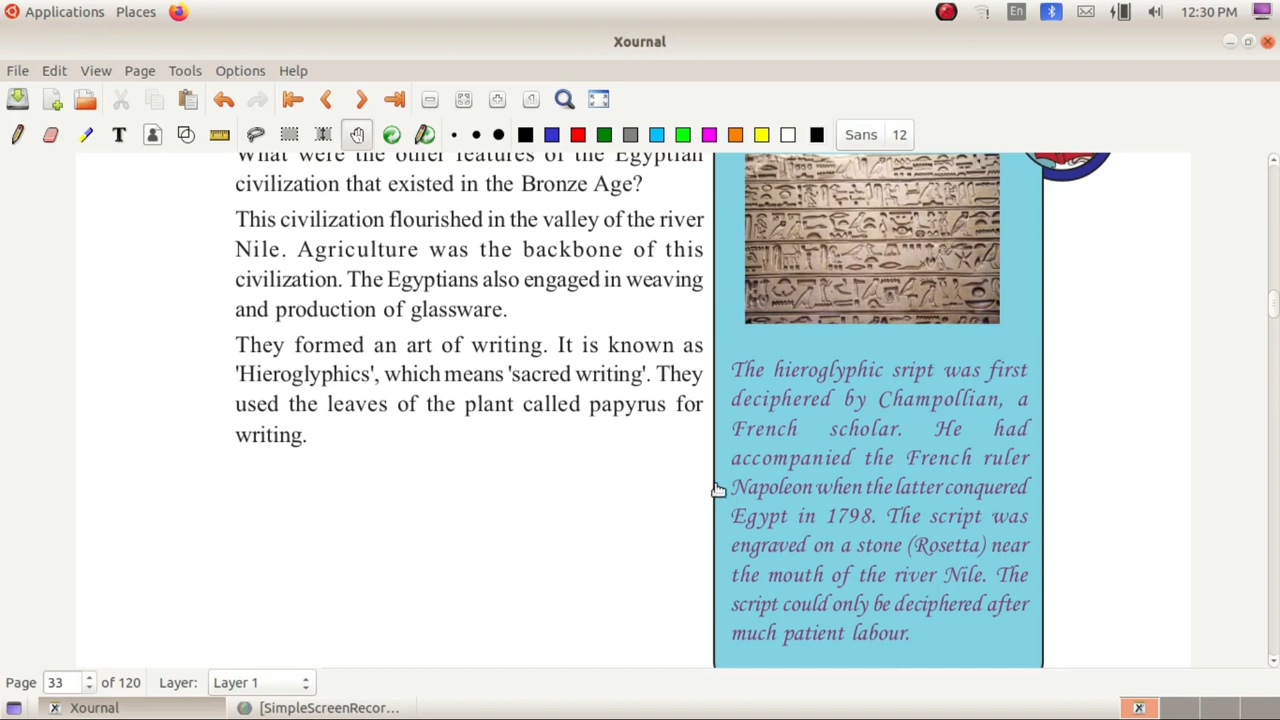 Applications Places En 12:30 PM
Xournal
File Edit View Page Tools Options Help
Sans 12
What were the other features of the Egyptian
civilization that existed in the Bronze Age?
This civilization flourished in the valley of the river
Nile. Agriculture was the backbone of this
civilization. The Egyptians also engaged in weaving
and production of glassware.
They formed an art of writing. It is known as
'Hieroglyphics', which means 'sacred writing'. They
used the leaves of the plant called papyrus for
writing.
The hieroglyphic sript was first
deciphered by Champollian, a
French scholar. He had
accompanied the French ruler
Napoleon when the latter conquered
Egypt in 1798. The script was
engraved on a stone (Rosetta) near
the mouth of the river Nile. The
script could only be deciphered after
much patient labour.
Page 33 of 120 Layer: Layer 1
Xournal [SimpleScreenRecor...